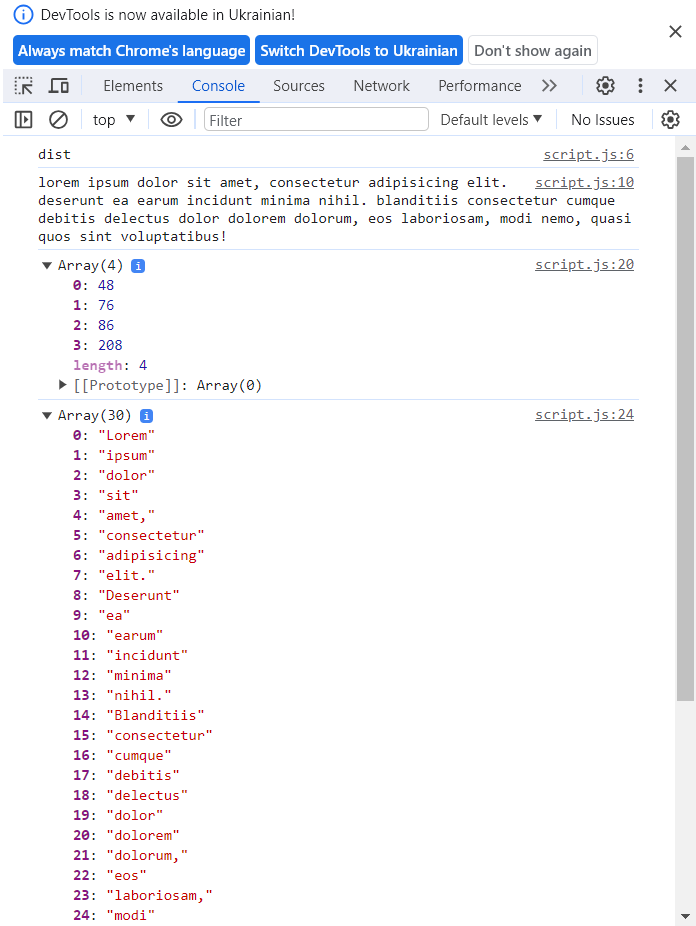 DevTools is now available in Ukrainian!
Always match Chrome's language Switch DevTools to Ukrainian Don't show again
Elements Console Sources Network Performance
top Filter Default levels No Issues
dist script.js:6
lorem ipsum dolor sit amet, consectetur adipisicing elit. script.js:10
deserunt ea earum incidunt minima nihil. blanditiis consectetur cumque
debitis delectus dolor dolorem dolorum, eos laboriosam, modi nemo, quasi
quos sint voluptatibus!
Array(4) i script.js:20
0: 48
1: 76
2: 86
3: 208
length: 4
[[Prototype]]: Array(0)
Array(30) i script.js:24
0: "Lorem"
1: "ipsum"
2: "dolor"
3: "sit"
4: "amet,"
5: "consectetur"
6: "adipisicing"
7: "elit."
8: "Deserunt"
9: "ea"
10: "earum"
11: "incidunt"
12: "minima"
13: "nihil."
14: "Blanditiis"
15: "consectetur"
16: "cumque"
17: "debitis"
18: "delectus"
19: "dolor"
20: "dolorem"
21: "dolorum,"
22: "eos"
23: "laboriosam,"
24: "modi"